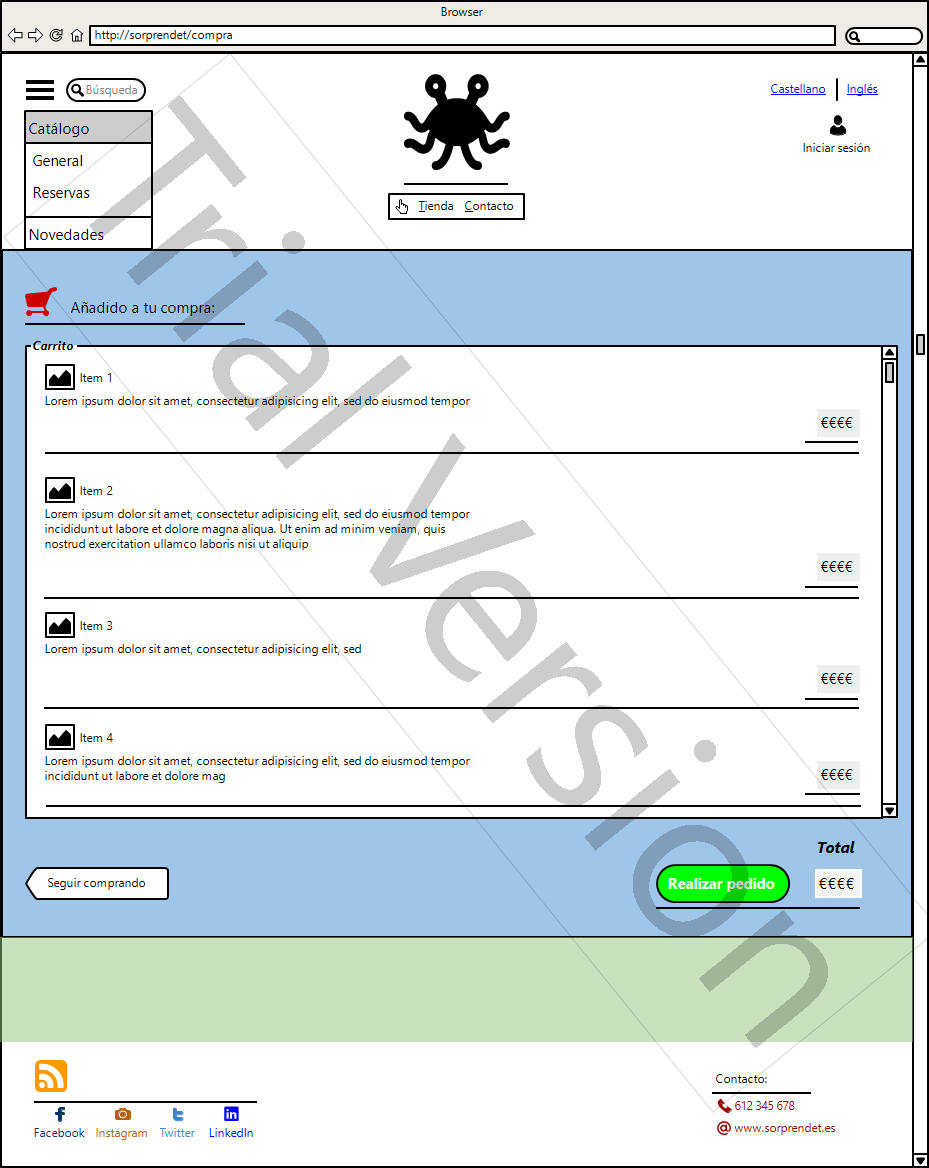 Browser
http://sorprendet/compra
Búsqueda
Castellano
Inglés
Catálogo
Iniciar sesión
General
Reservas
Tienda Contacto
Novedades
Añadido a tu compra:
Carrito
Item 1
Lorem ipsum dolor sit amet, consectetur adipisicing elit, sed do eiusmod tempor
€€€€
Item 2
Lorem ipsum dolor sit amet, consectetur adipisicing elit, sed do eiusmod tempor
incididunt ut labore et dolore magna aliqua. Ut enim ad minim veniam, quis
nostrud exercitation ullamco laboris nisi ut aliquip
€€€€
Item 3
Lorem ipsum dolor sit amet, consectetur adipisicing elit, sed
€€€€
Item 4
Lorem ipsum dolor sit amet, consectetur adipisicing elit, sed do eiusmod tempor
incididunt ut labore et dolore mag
€€€€
Total
Seguir comprando
Realizar pedido
€€€€
Contacto:
612 345 678
www.sorprendet.es
Facebook
Instagram
Twitter
LinkedIn
Trial Version